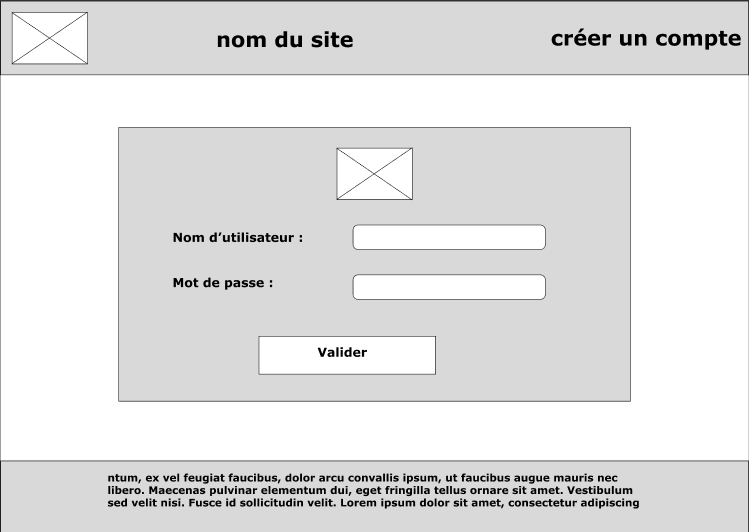 nom du site
créer un compte
Nom d’utilisateur :
Mot de passe :
Valider
ntum, ex vel feugiat faucibus, dolor arcu convallis ipsum, ut faucibus augue mauris nec
libero. Maecenas pulvinar elementum dui, eget fringilla tellus ornare sit amet. Vestibulum
sed velit nisi. Fusce id sollicitudin velit. Lorem ipsum dolor sit amet, consectetur adipiscing